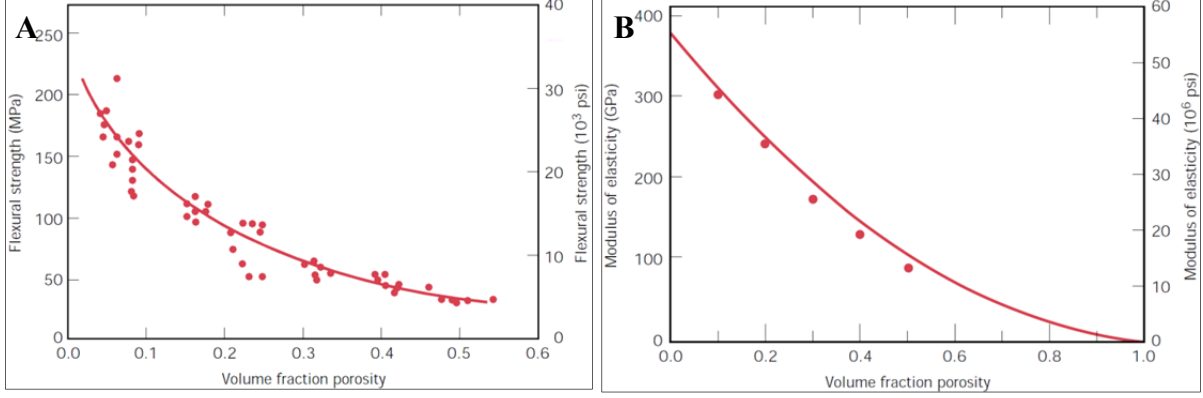 A
Flexural strength (MPa)
250
200
150
100
50
0
0.0 0.1 0.2 0.3 0.4 0.5 0.6
Volume fraction porosity
40
30
20
10
0
Flexural strength (10³ psi)
B
Modulus of elasticity (GPa)
400
300
200
100
0
0.0 0.2 0.4 0.6 0.8 1.0
Volume fraction porosity
60
50
40
30
20
10
0
Modulus of elasticity (10⁶ psi)